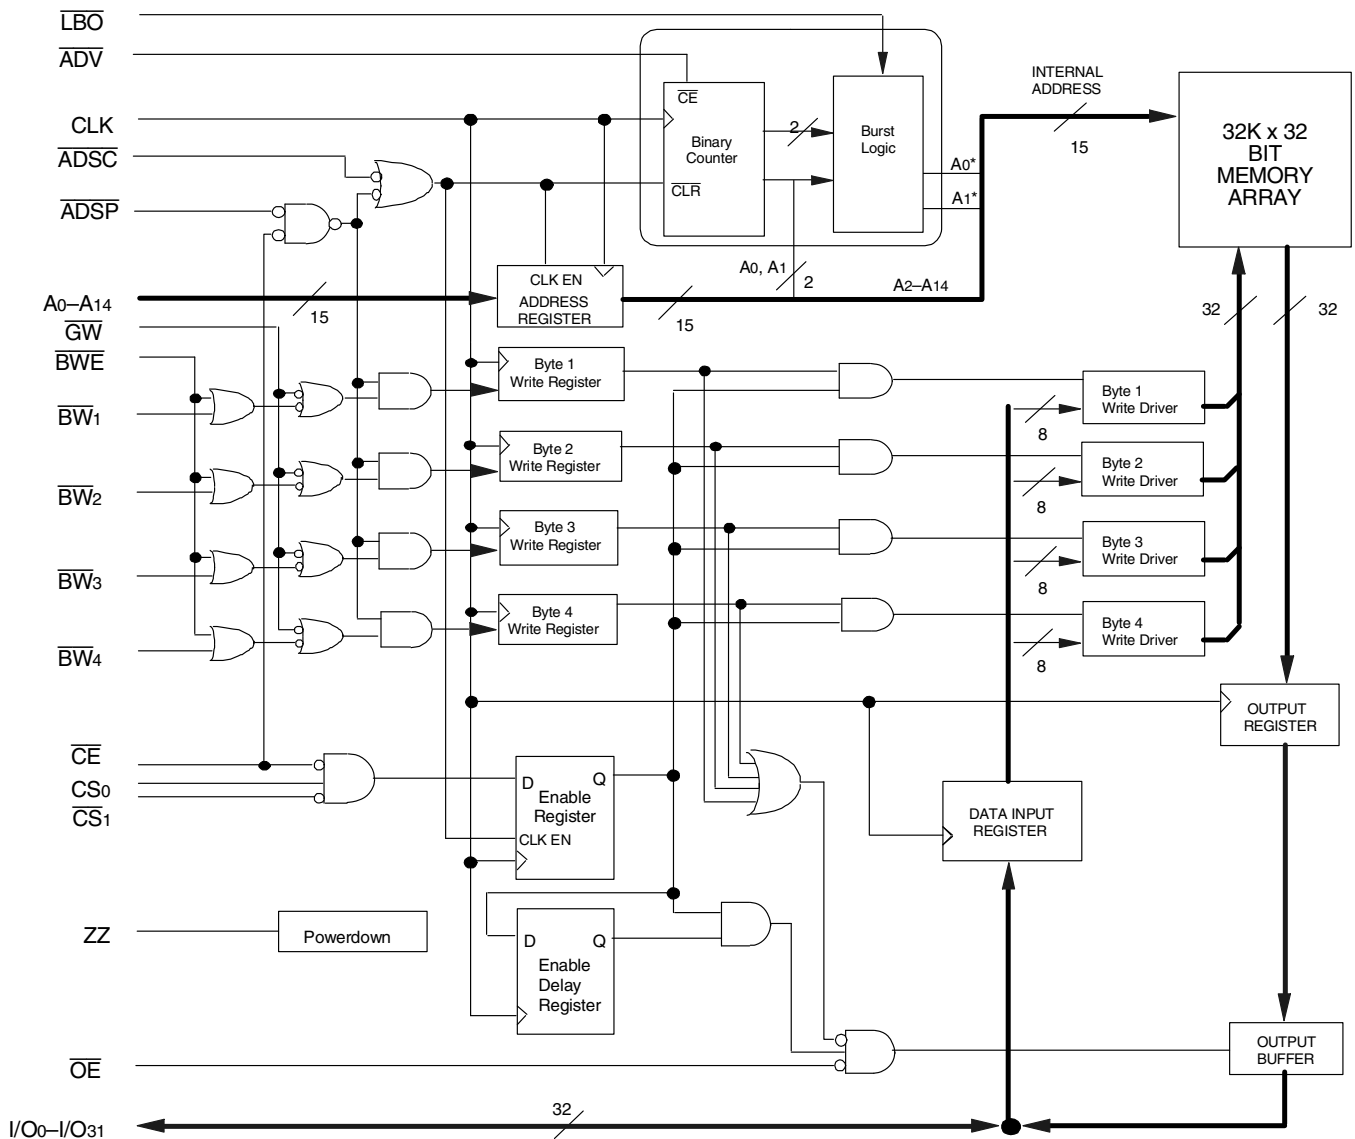 LBO
ADV
CLK
ADSC
ADSP
A0–A14
GW
BWE
BW1
BW2
BW3
BW4
CE
CS0
CS1
ZZ
OE
I/O0–I/O31
CE
Binary
Counter
CLR
2
Burst
Logic
A0*
A1*
INTERNAL
ADDRESS
15
32K x 32
BIT
MEMORY
ARRAY
15
CLK EN
ADDRESS
REGISTER
15
A0, A1
2
A2–A14
32
32
Byte 1
Write Register
Byte 2
Write Register
Byte 3
Write Register
Byte 4
Write Register
Byte 1
Write Driver
8
Byte 2
Write Driver
8
Byte 3
Write Driver
8
Byte 4
Write Driver
8
OUTPUT
REGISTER
D
Q
Enable
Register
CLK EN
DATA INPUT
REGISTER
Powerdown
D
Q
Enable
Delay
Register
OUTPUT
BUFFER
32